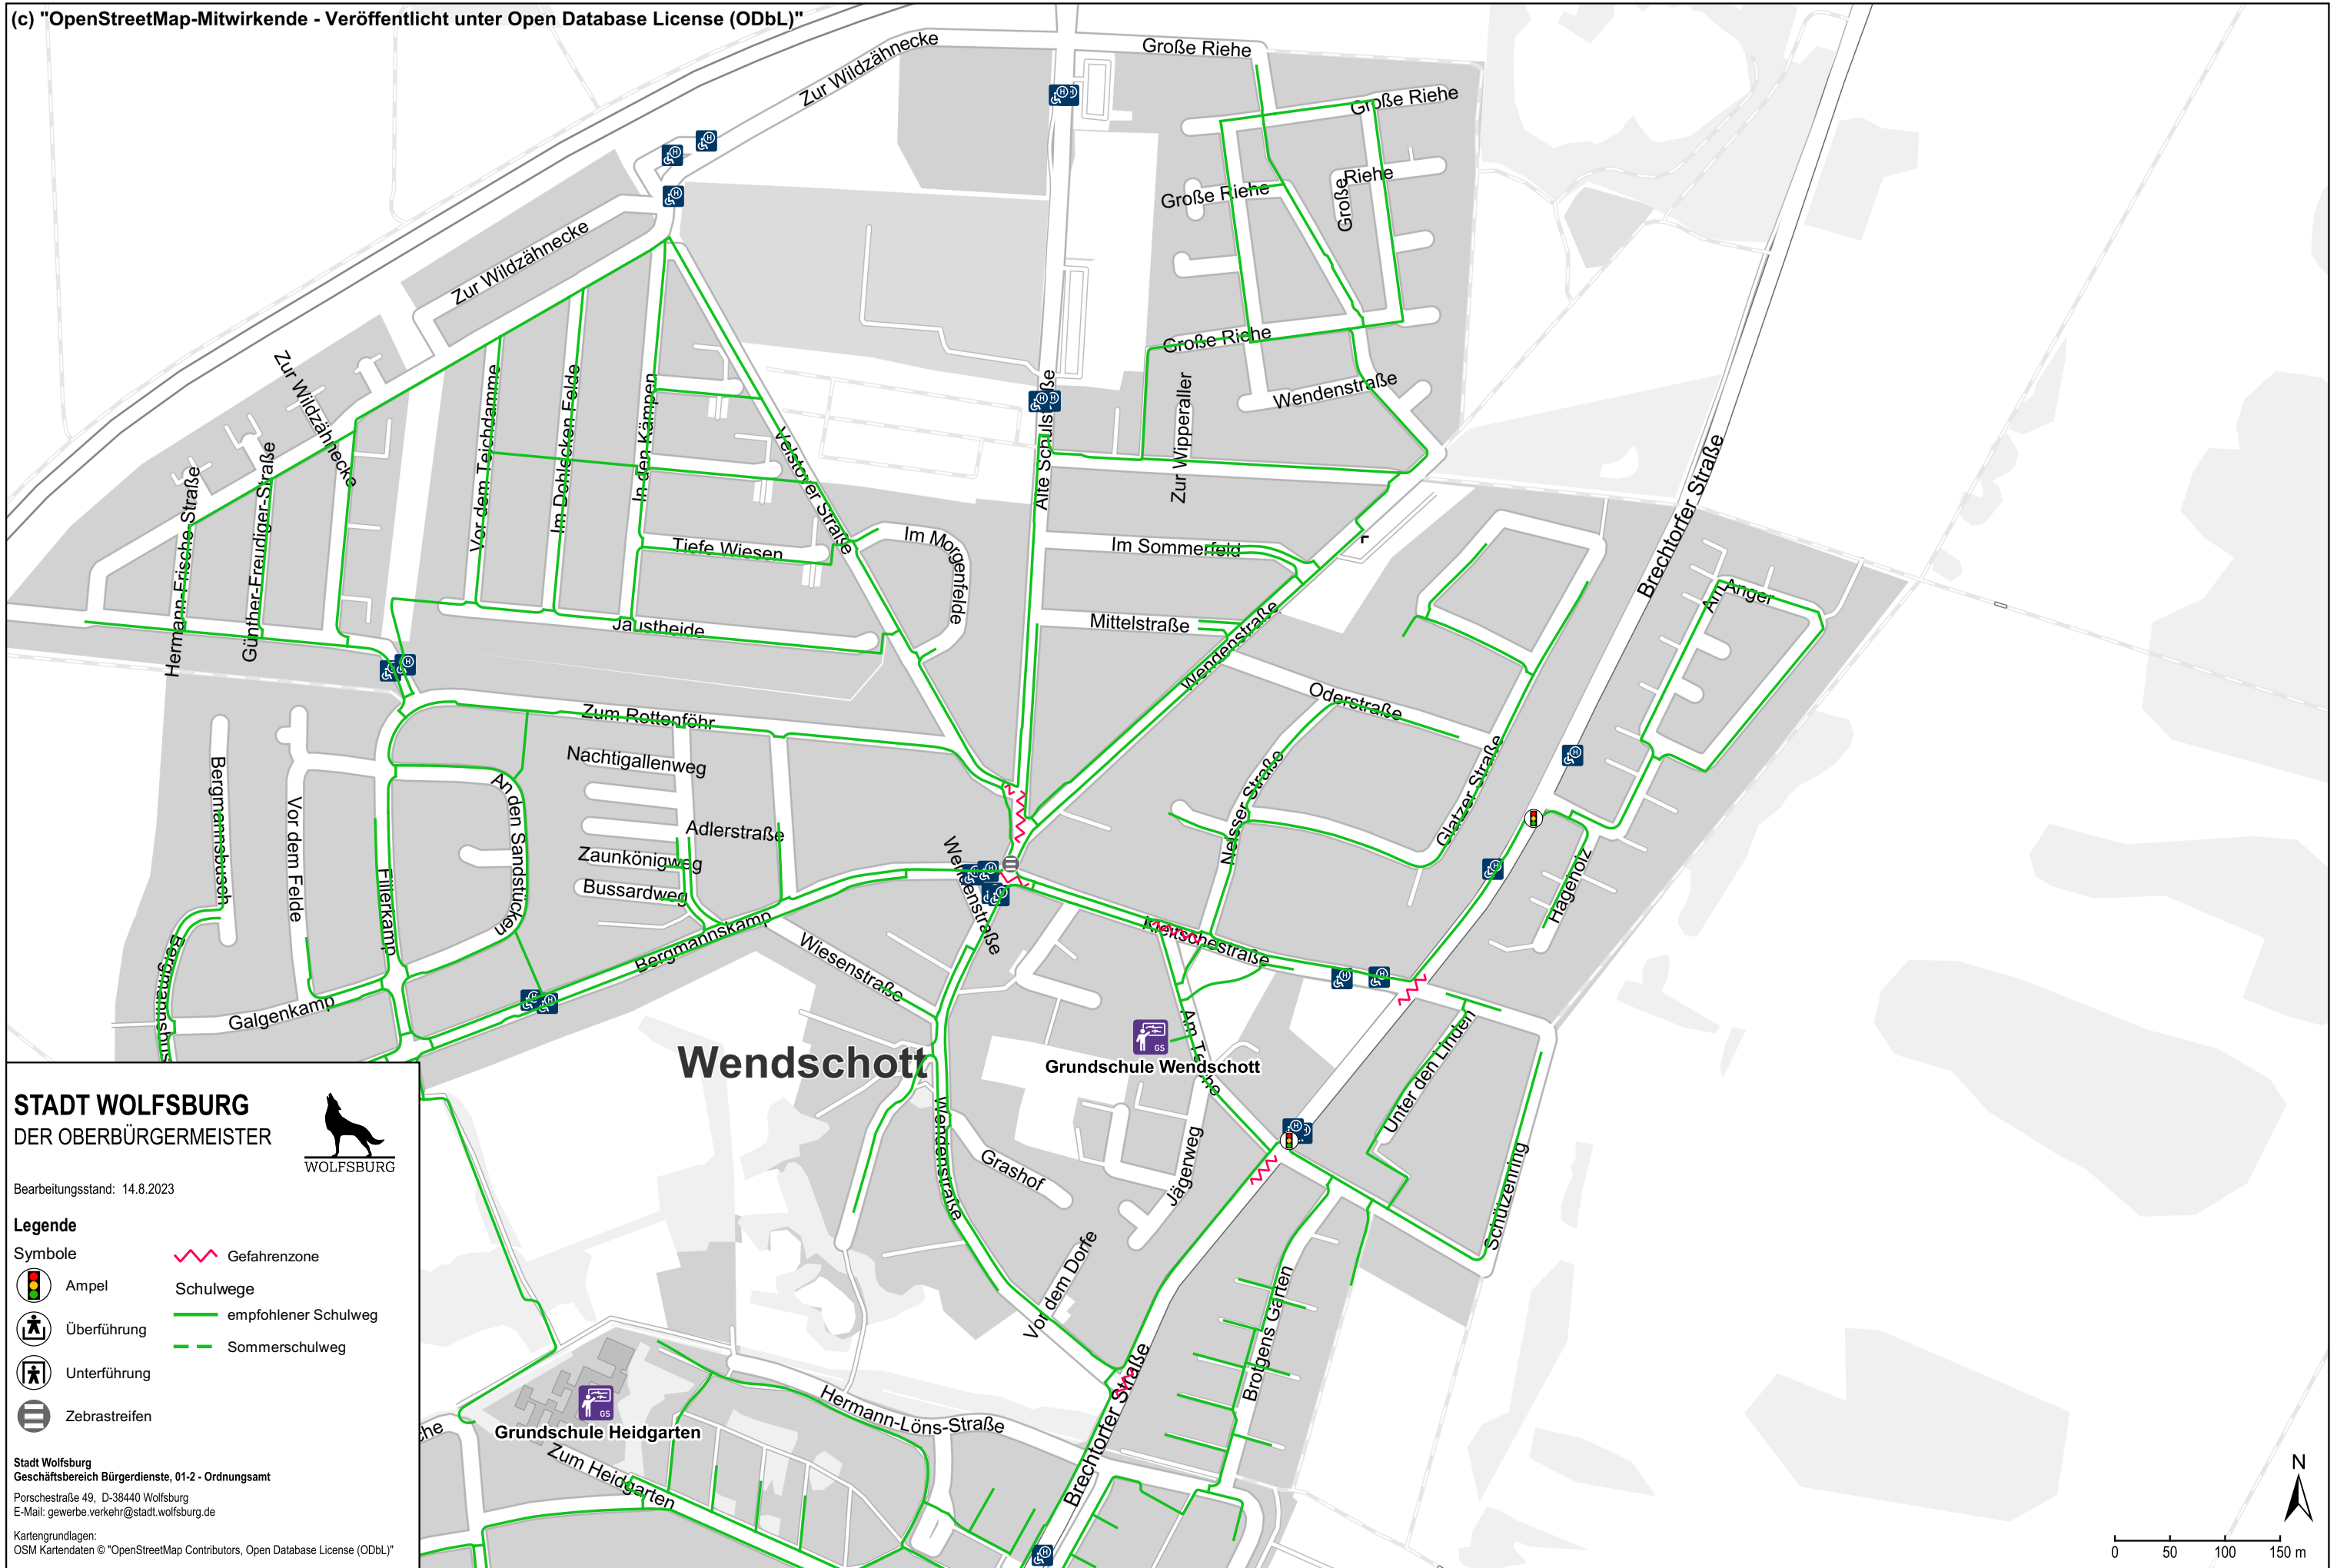 (c) "OpenStreetMap-Mitwirkende - Veröffentlicht unter Open Database License (ODbL)"
Zur Wildzähnecke
Große Riehe
Große Riehe
Große Riehe
Große
Riehe
Zur Wildzähnecke
Große Riehe
Wendenstraße
Zur Wildzähnecke
Vor dem Teichdamme
Im Dohlecken Felde
In den Kämpen
Velstover Straße
Alte Schulstraße
Zur Wipperaller
Brechtorfer Straße
Hermann-Frische-Straße
Günther-Freudiger-Straße
Tiefe Wiesen
Im Morgenfelde
Im Sommerfeld
Jaustheide
Mittelstraße
Wendenstraße
Am Anger
Zum Rottenföhr
Oderstraße
Nachtigallenweg
Bergmannsbusch
Vor dem Felde
An den Sandstücken
Adlerstraße
Zaunkönigweg
Bussardweg
Neisser Straße
Glatzer Straße
Hageholz
Fillerkamp
Wendenstraße
Kleitschestraße
Bergmannskamp
Wiesenstraße
Galgenkamp
Am Teiche
Unter den Linden
Wendschott
Grundschule Wendschott
GS
Wendenstraße
Grashof
Jägerweg
Schützenring
Vor dem Dorfe
Brotgens Garten
Brechtorfer Straße
Hermann-Löns-Straße
GS
Grundschule Heidgarten
Zum Heidgarten
STADT WOLFSBURG
DER OBERBÜRGERMEISTER
WOLFSBURG
Bearbeitungsstand: 14.8.2023
Legende
Symbole
Ampel
Überführung
Unterführung
Zebrastreifen
Gefahrenzone
Schulwege
empfohlener Schulweg
Sommerschulweg
Stadt Wolfsburg
Geschäftsbereich Bürgerdienste, 01-2 - Ordnungsamt
Porschestraße 49, D-38440 Wolfsburg
E-Mail: gewerbe.verkehr@stadt.wolfsburg.de
Kartengrundlagen:
OSM Kartendaten © "OpenStreetMap Contributors, Open Database License (ODbL)"
N
0 50 100 150 m